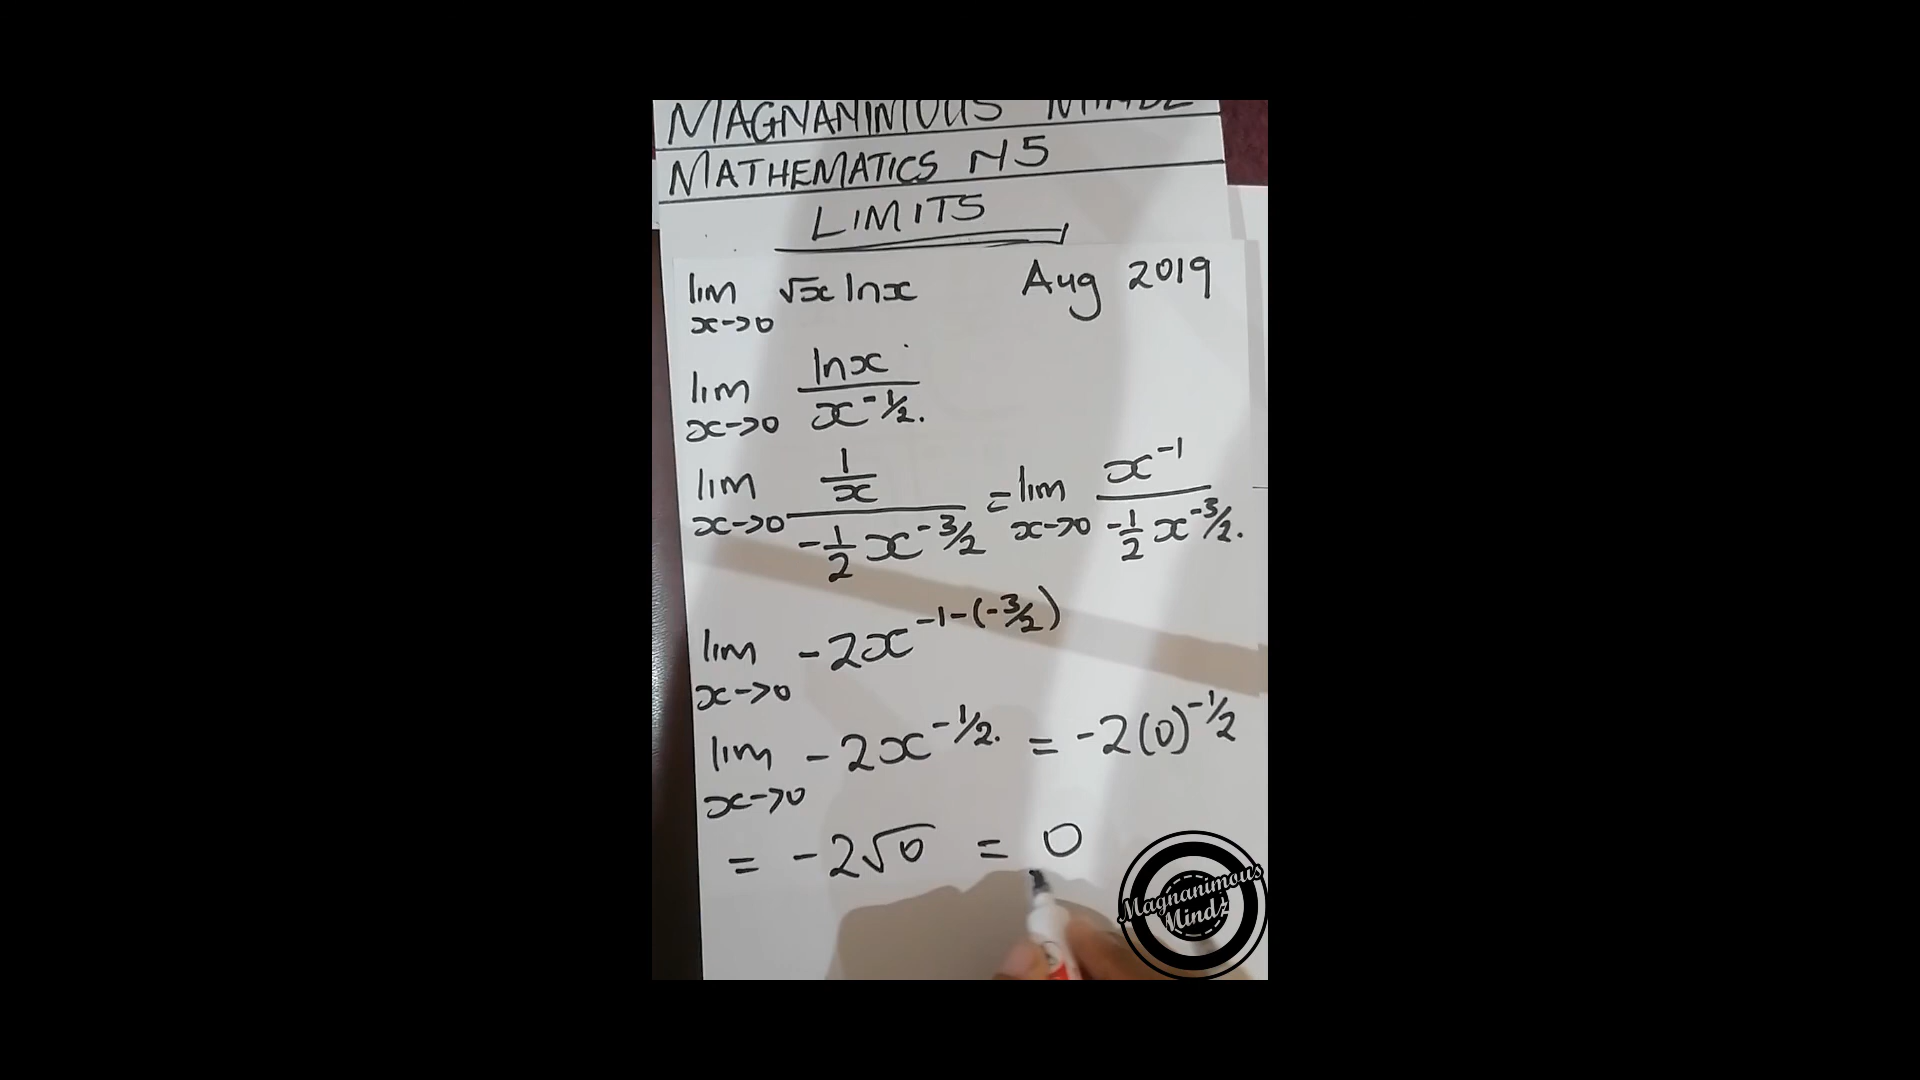 MAGNANIMOUS MINDZ
MATHEMATICS N5
LIMITS
lim x->0 √x lnx Aug 2019
lim x->0 lnx / x^-1/2.
lim x->0 (1/x) / (-1/2 x^-3/2) = lim x->0 x^-1 / (-1/2 x^-3/2.)
lim x->0 -2x^-1-(-3/2)
lim x->0 -2x^-1/2. = -2(0)^-1/2
= -2√0 = 0
Magnanimous
Mindz